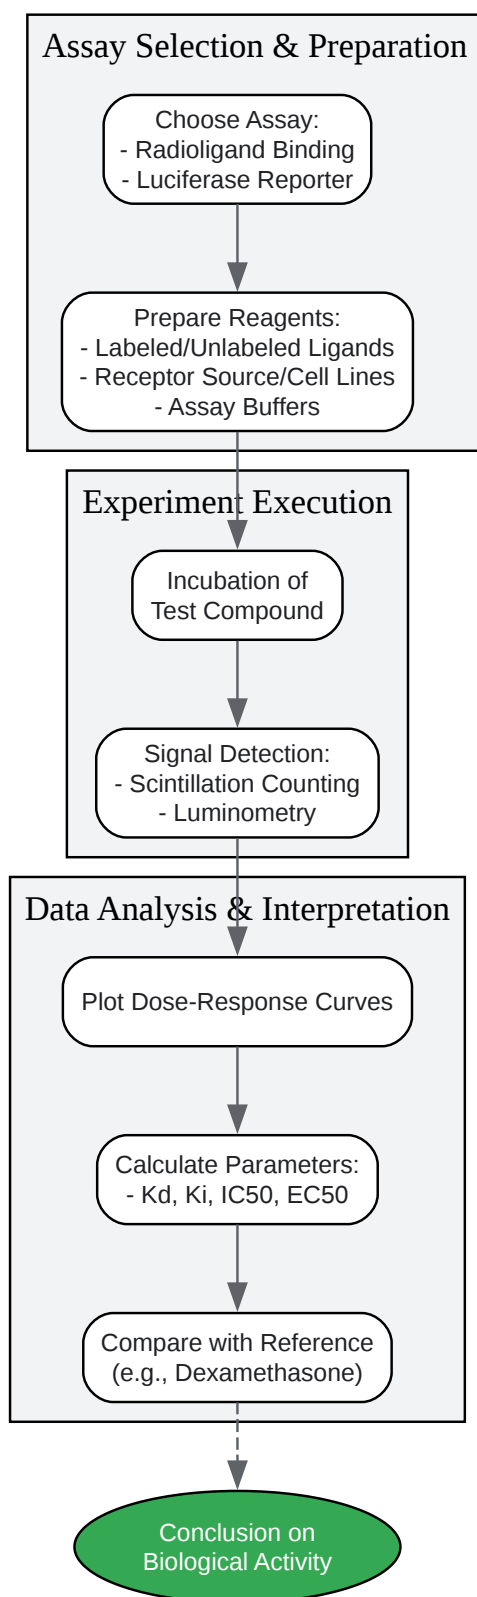 Assay Selection & Preparation
Choose Assay:
- Radioligand Binding
- Luciferase Reporter
Prepare Reagents:
- Labeled/Unlabeled Ligands
- Receptor Source/Cell Lines
- Assay Buffers
Experiment Execution
Incubation of
Test Compound
Signal Detection:
- Scintillation Counting
- Luminometry
Data Analysis & Interpretation
Plot Dose-Response Curves
Calculate Parameters:
- Kd, Ki, IC50, EC50
Compare with Reference
(e.g., Dexamethasone)
Conclusion on
Biological Activity